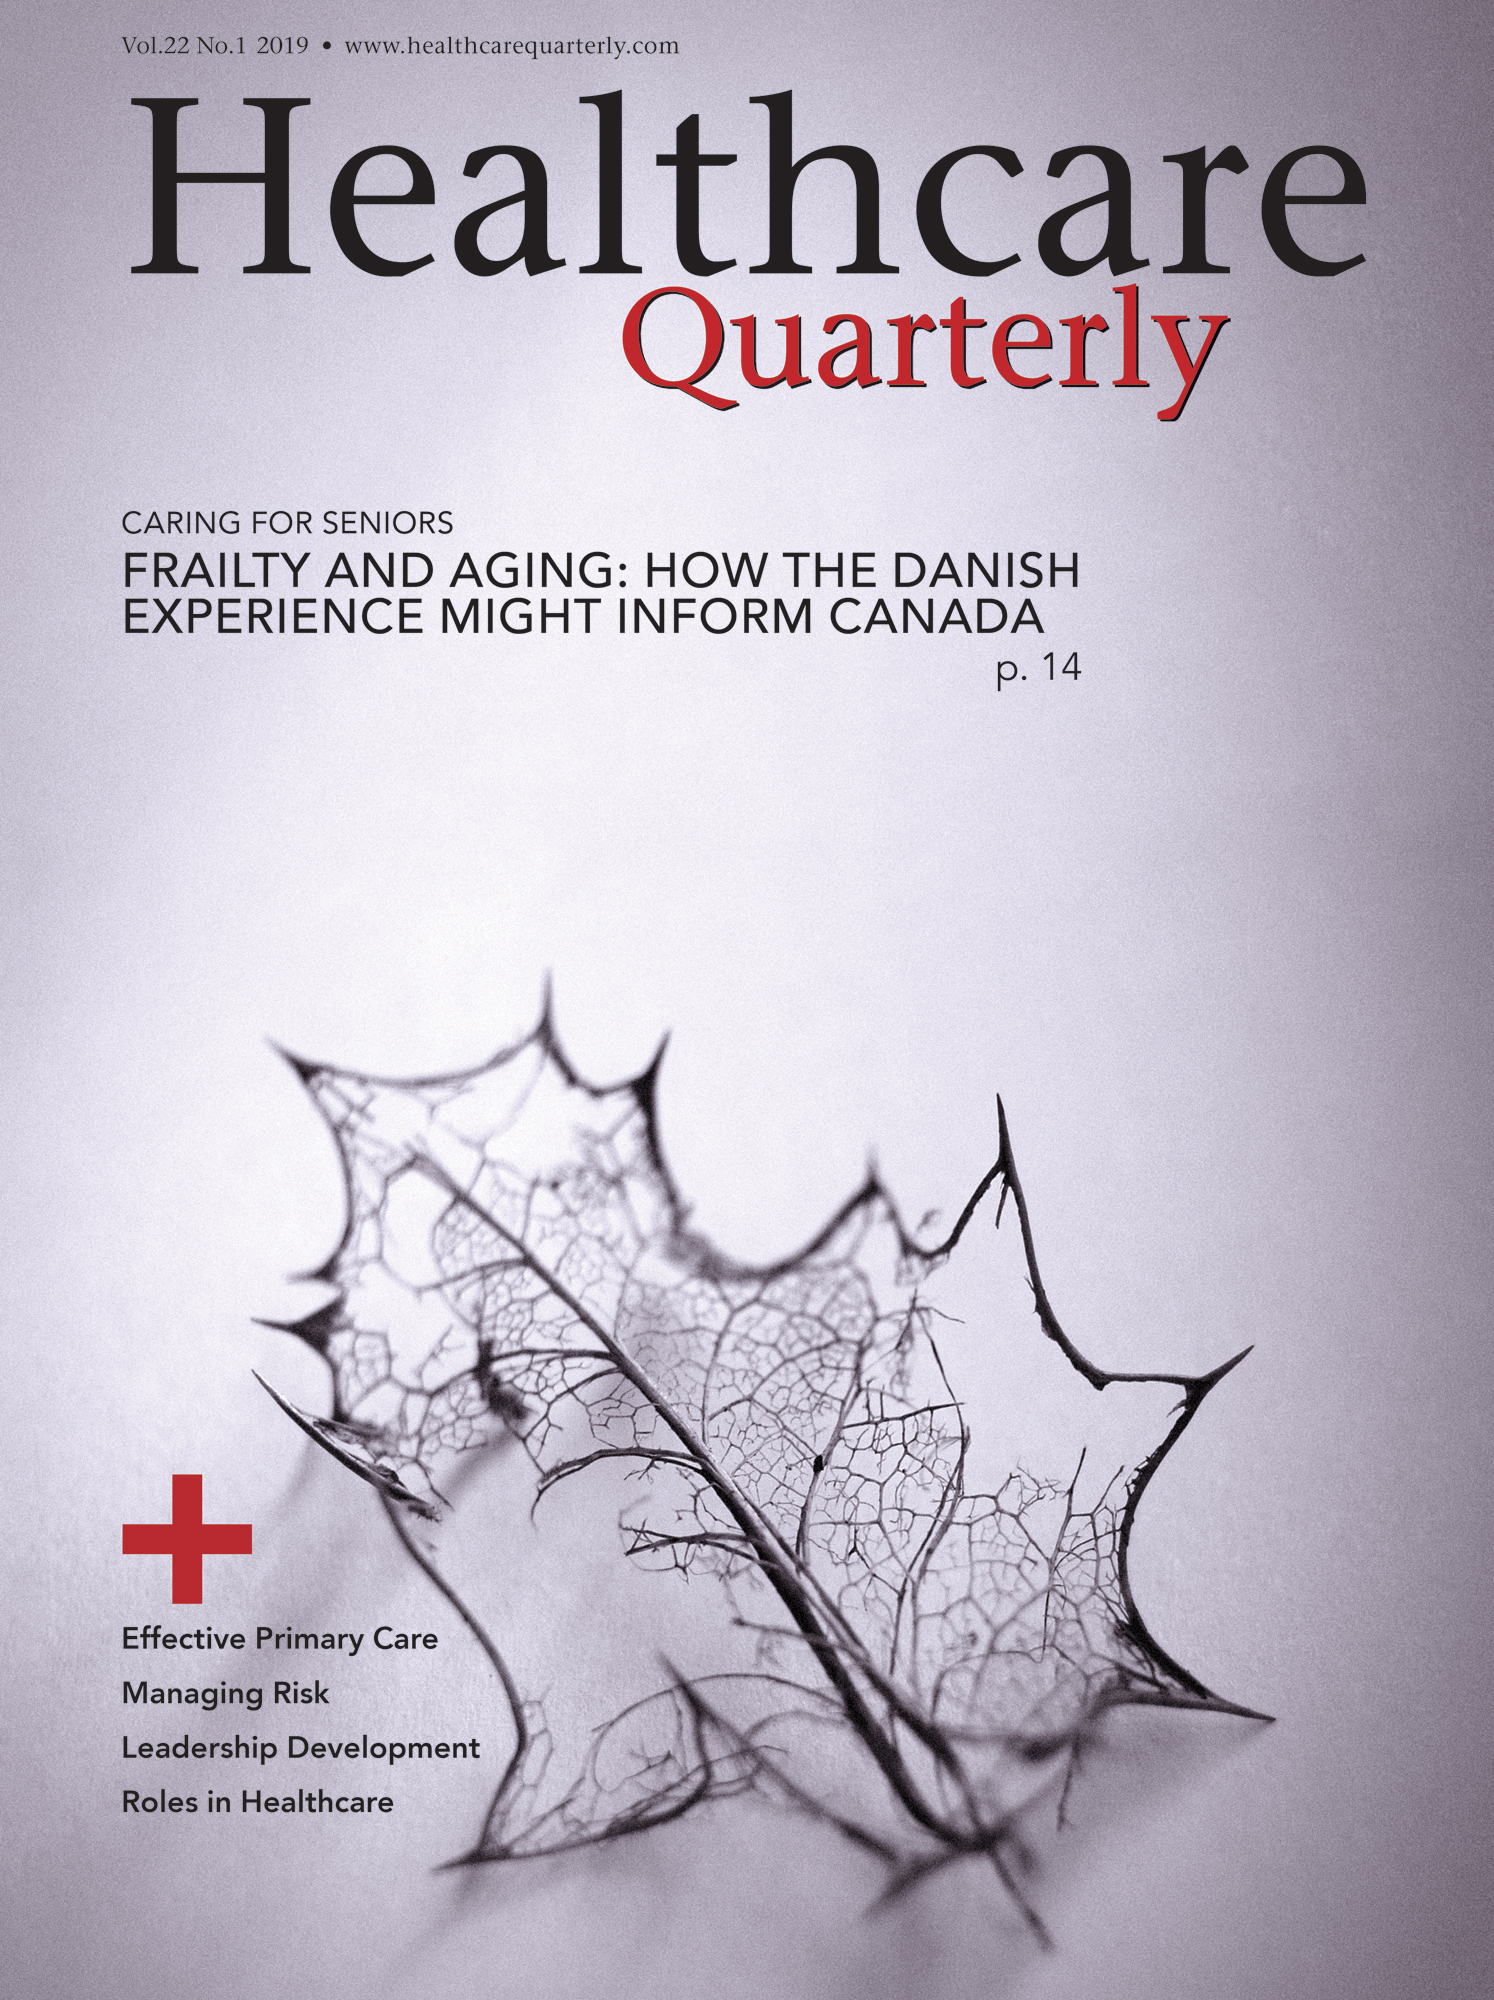 Vol.22 No.1 2019 • www.healthcarequarterly.com
Healthcare
Quarterly
CARING FOR SENIORS
FRAILTY AND AGING: HOW THE DANISH
EXPERIENCE MIGHT INFORM CANADA
p. 14
Effective Primary Care
Managing Risk
Leadership Development
Roles in Healthcare